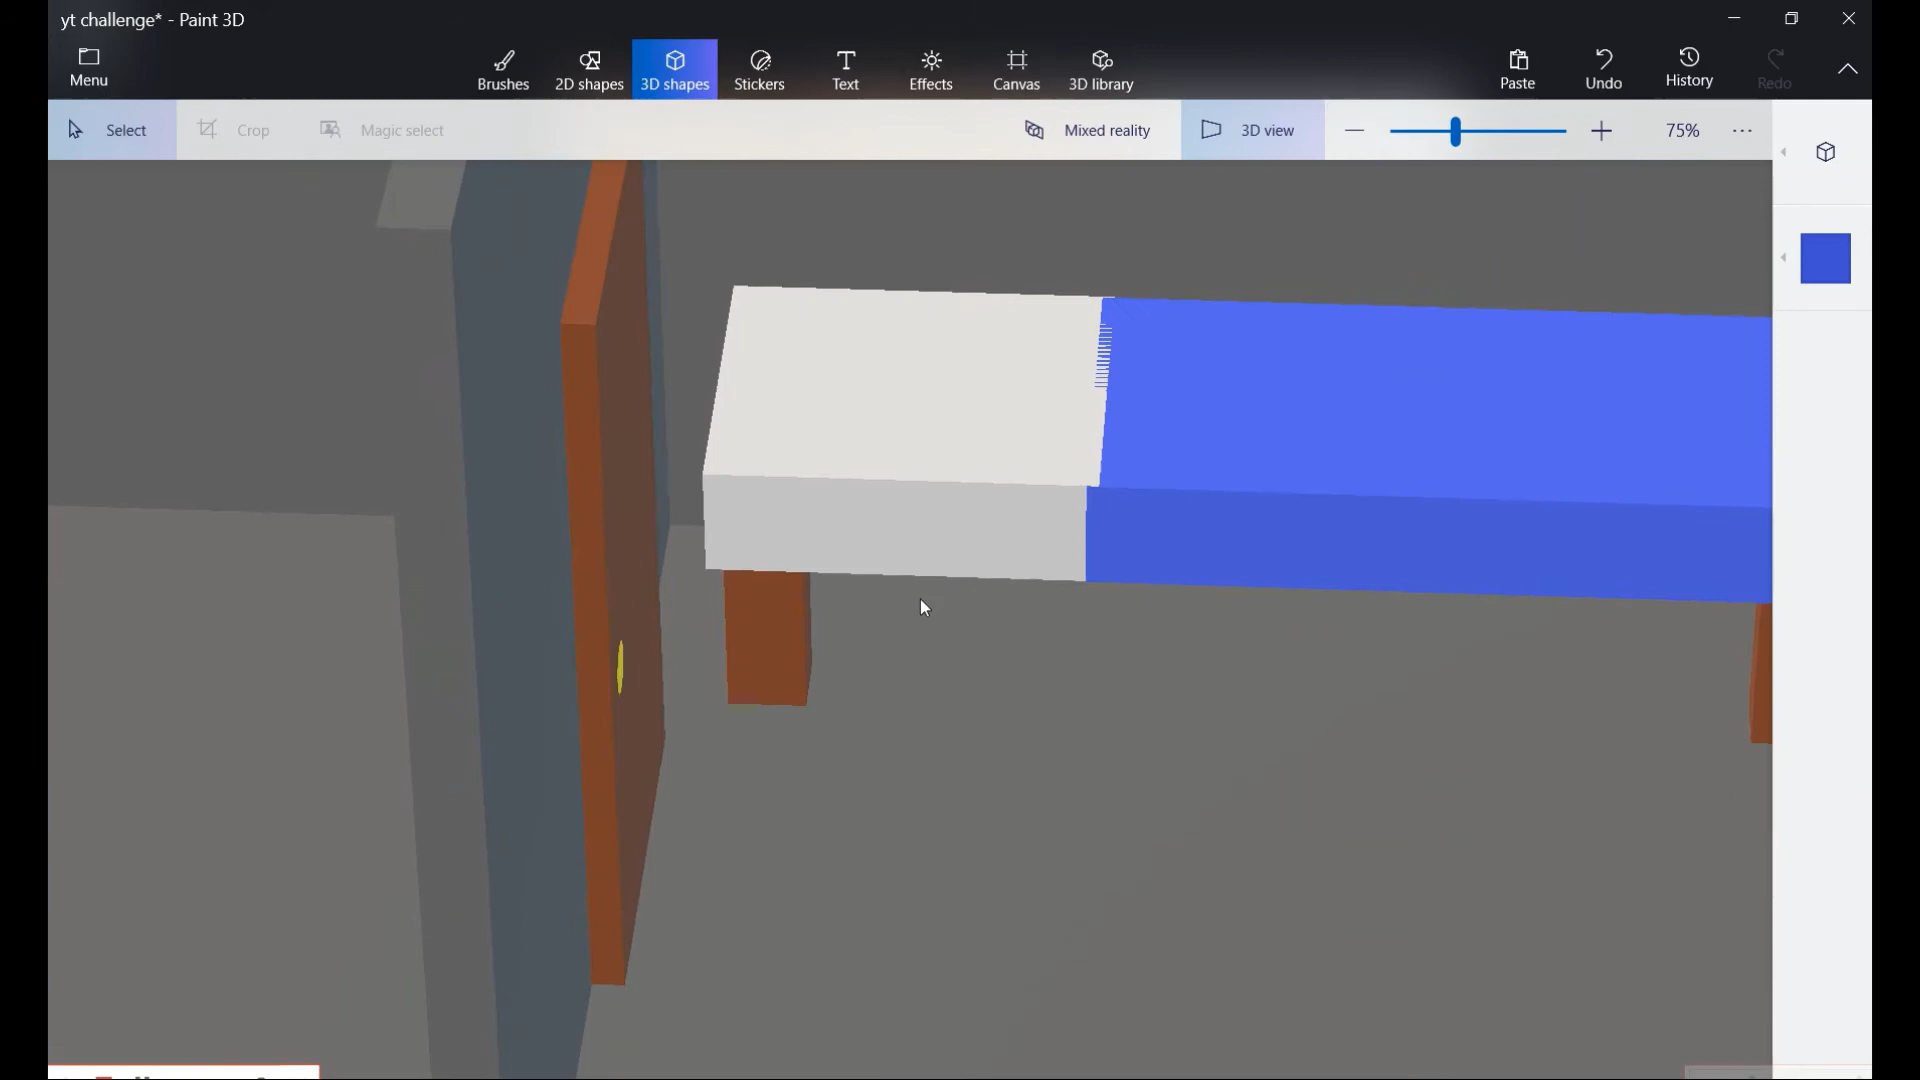 yt challenge* - Paint 3D
Menu
Brushes
2D shapes
3D shapes
Stickers
Text
Effects
Canvas
3D library
Paste
Undo
History
Redo
Select
Crop
Magic select
Mixed reality
3D view
75%